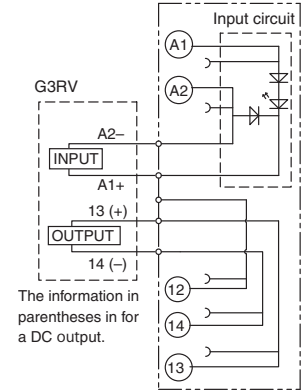 Input circuit
A1
G3RV
A2
A2–
INPUT
A1+
13 (+)
OUTPUT
14 (–)
The information in
parentheses in for
a DC output.
12
14
13